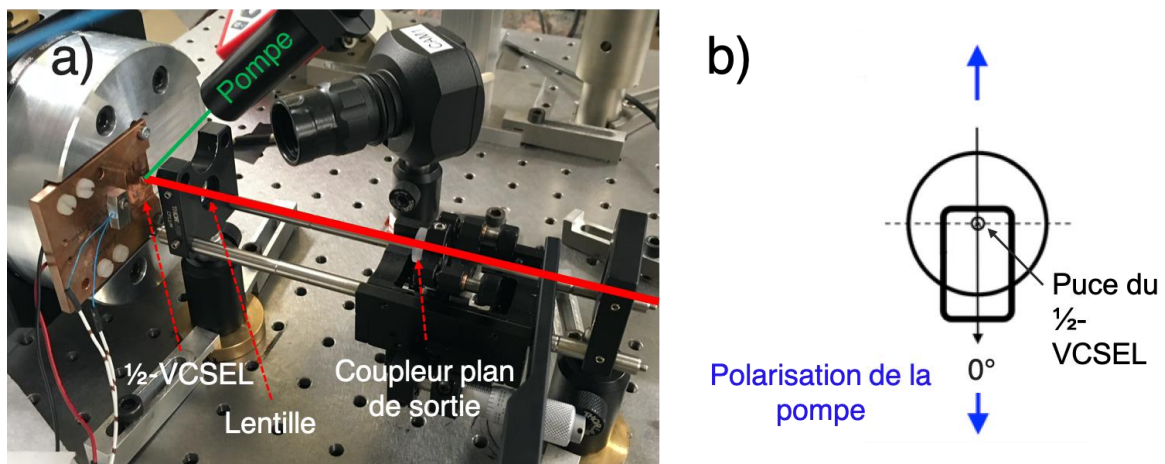 a)
Pompe
CAM1
½-VCSEL
Lentille
Coupleur plan
de sortie
b)
Puce du
½-
VCSEL
0°
Polarisation de la
pompe